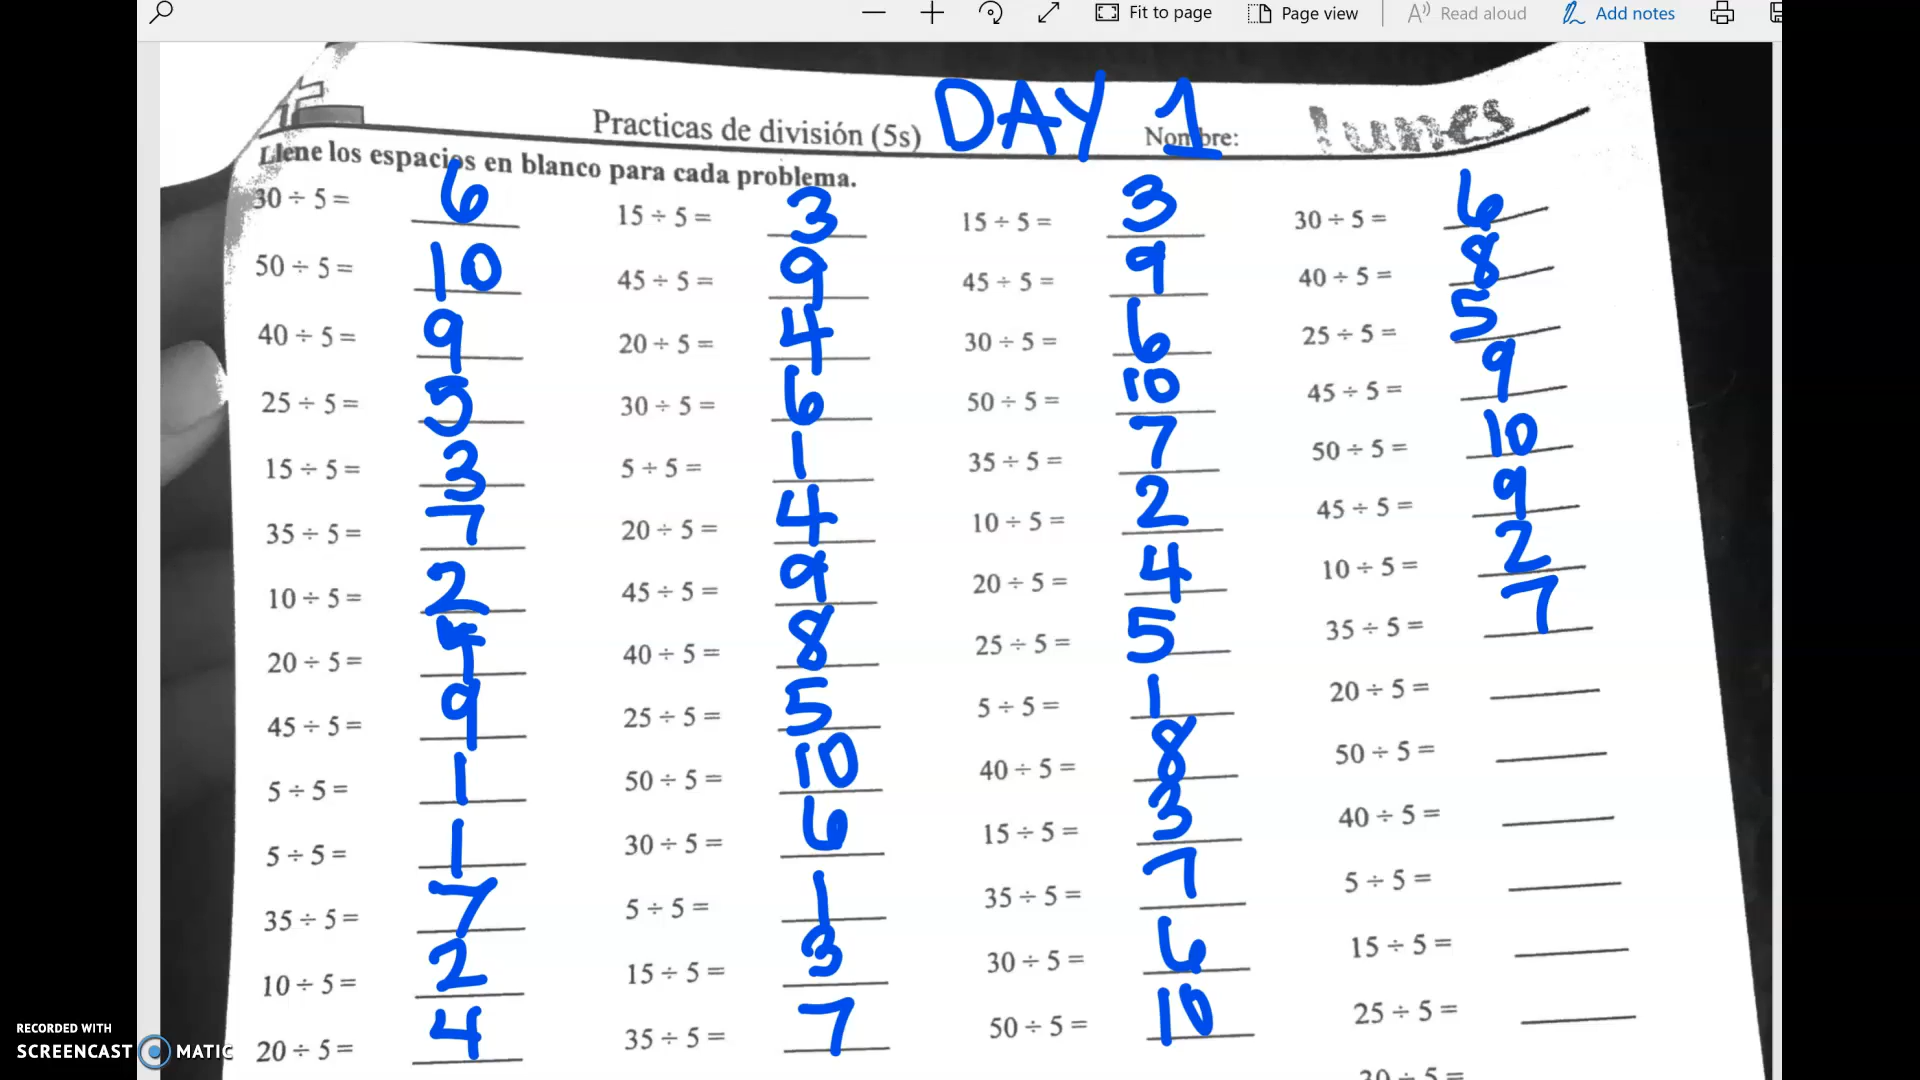 Fit to page Page view Read aloud Add notes
Practicas de división (5s) DAY 1 Nombre: lunes
Llene los espacios en blanco para cada problema.
30 ÷ 5 = 6 15 ÷ 5 = 3 15 ÷ 5 = 3 30 ÷ 5 = 6
50 ÷ 5 = 10 45 ÷ 5 = 9 45 ÷ 5 = 9 40 ÷ 5 = 8
40 ÷ 5 = 9 20 ÷ 5 = 4 30 ÷ 5 = 6 25 ÷ 5 = 5
25 ÷ 5 = 5 30 ÷ 5 = 6 50 ÷ 5 = 10 45 ÷ 5 = 9
15 ÷ 5 = 3 5 ÷ 5 = 1 35 ÷ 5 = 7 50 ÷ 5 = 10
35 ÷ 5 = 7 20 ÷ 5 = 4 10 ÷ 5 = 2 45 ÷ 5 = 9
10 ÷ 5 = 2 45 ÷ 5 = 9 20 ÷ 5 = 4 10 ÷ 5 = 2
20 ÷ 5 = 4 40 ÷ 5 = 8 25 ÷ 5 = 5 35 ÷ 5 = 7
45 ÷ 5 = 9 25 ÷ 5 = 5 5 ÷ 5 = 1 20 ÷ 5 =
5 ÷ 5 = 1 50 ÷ 5 = 10 40 ÷ 5 = 8 50 ÷ 5 =
5 ÷ 5 = 1 30 ÷ 5 = 6 15 ÷ 5 = 3 40 ÷ 5 =
35 ÷ 5 = 7 5 ÷ 5 = 1 35 ÷ 5 = 7 5 ÷ 5 =
10 ÷ 5 = 2 15 ÷ 5 = 3 30 ÷ 5 = 6 15 ÷ 5 =
20 ÷ 5 = 4 35 ÷ 5 = 7 50 ÷ 5 = 10 25 ÷ 5 =
30 ÷ 5 =
RECORDED WITH
SCREENCAST MATIC